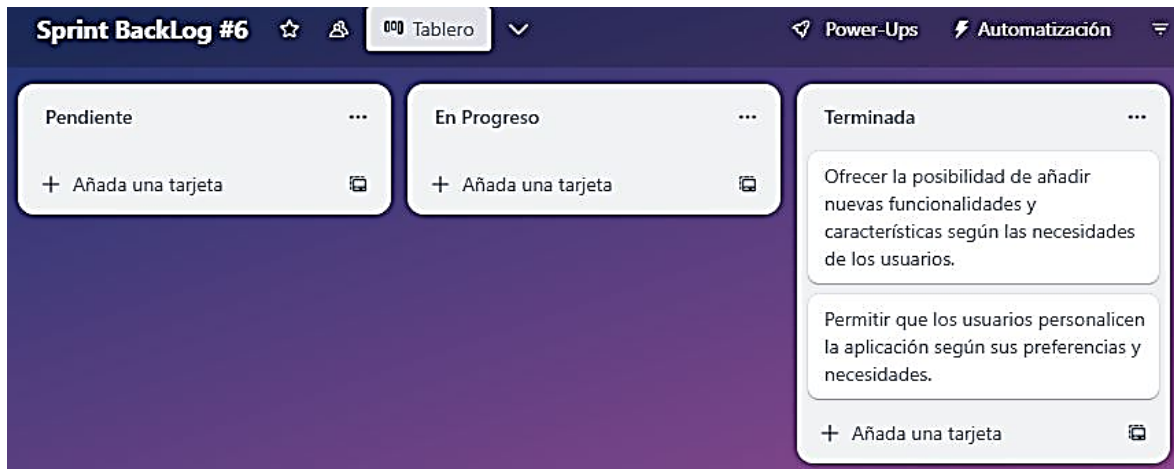 Sprint BackLog #6
Tablero
Power-Ups
Automatización
Pendiente
+ Añada una tarjeta
En Progreso
+ Añada una tarjeta
Terminada
Ofrecer la posibilidad de añadir
nuevas funcionalidades y
características según las necesidades
de los usuarios.
Permitir que los usuarios personalicen
la aplicación según sus preferencias y
necesidades.
+ Añada una tarjeta